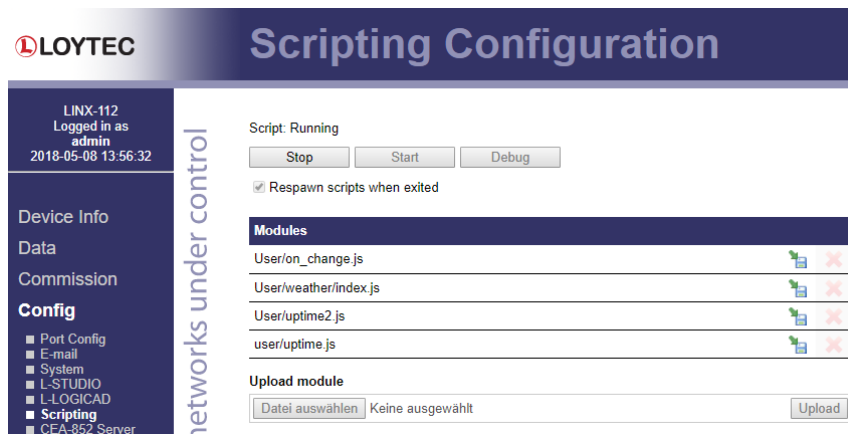 LOYTEC
Scripting Configuration
LINX-112
Logged in as
admin
2018-05-08 13:56:32
Device Info
Data
Commission
Config
Port Config
E-mail
System
L-STUDIO
L-LOGICAD
Scripting
CEA-852 Server
networks under control
Script: Running
Stop Start Debug
Respawn scripts when exited
Modules
User/on_change.js
User/weather/index.js
User/uptime2.js
user/uptime.js
Upload module
Datei auswählen Keine ausgewählt Upload